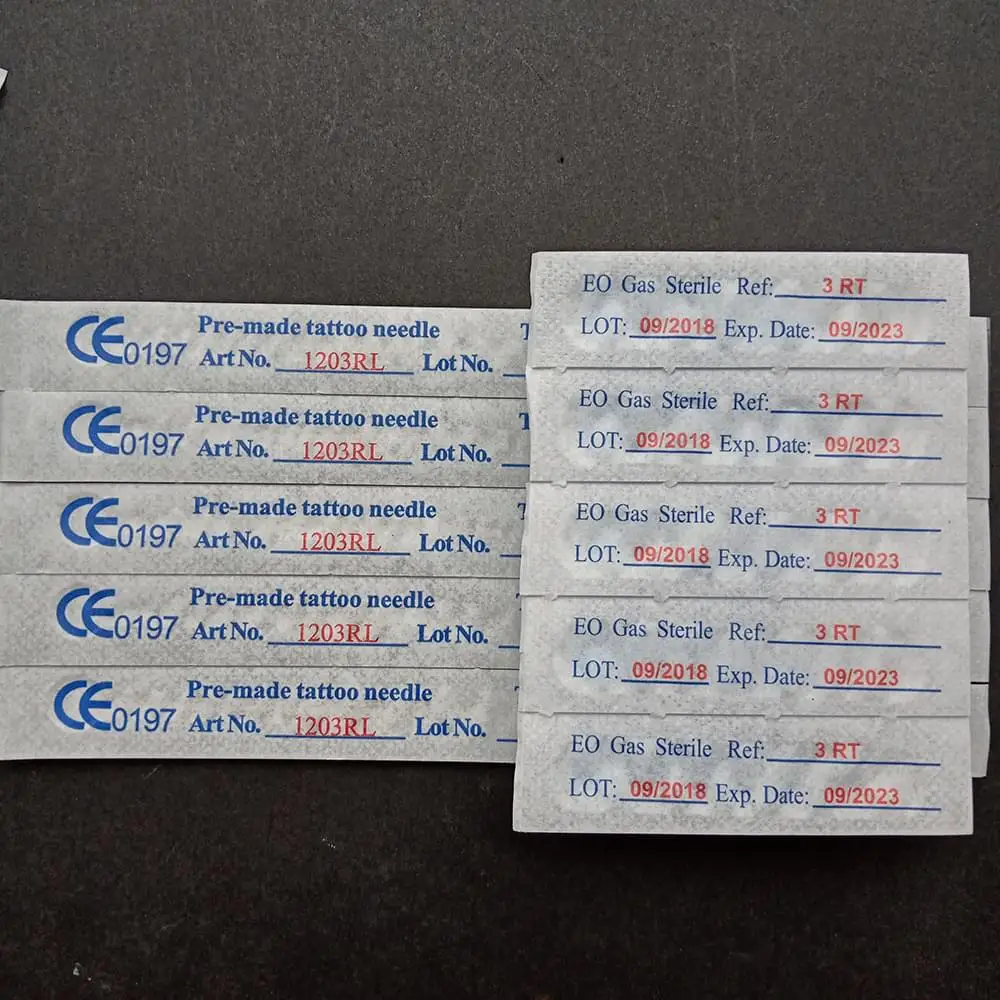 CE0197 Pre-made tattoo needle
Art No. 1203RL Lot No.
CE0197 Pre-made tattoo needle
Art No. 1203RL Lot No.
CE0197 Pre-made tattoo needle
Art No. 1203RL Lot No.
CE0197 Pre-made tattoo needle
Art No. 1203RL Lot No.
CE0197 Pre-made tattoo needle
Art No. 1203RL Lot No.
EO Gas Sterile Ref: 3 RT
LOT: 09/2018 Exp. Date: 09/2023
EO Gas Sterile Ref: 3 RT
LOT: 09/2018 Exp. Date: 09/2023
EO Gas Sterile Ref: 3 RT
LOT: 09/2018 Exp. Date: 09/2023
EO Gas Sterile Ref: 3 RT
LOT: 09/2018 Exp. Date: 09/2023
EO Gas Sterile Ref: 3 RT
LOT: 09/2018 Exp. Date: 09/2023